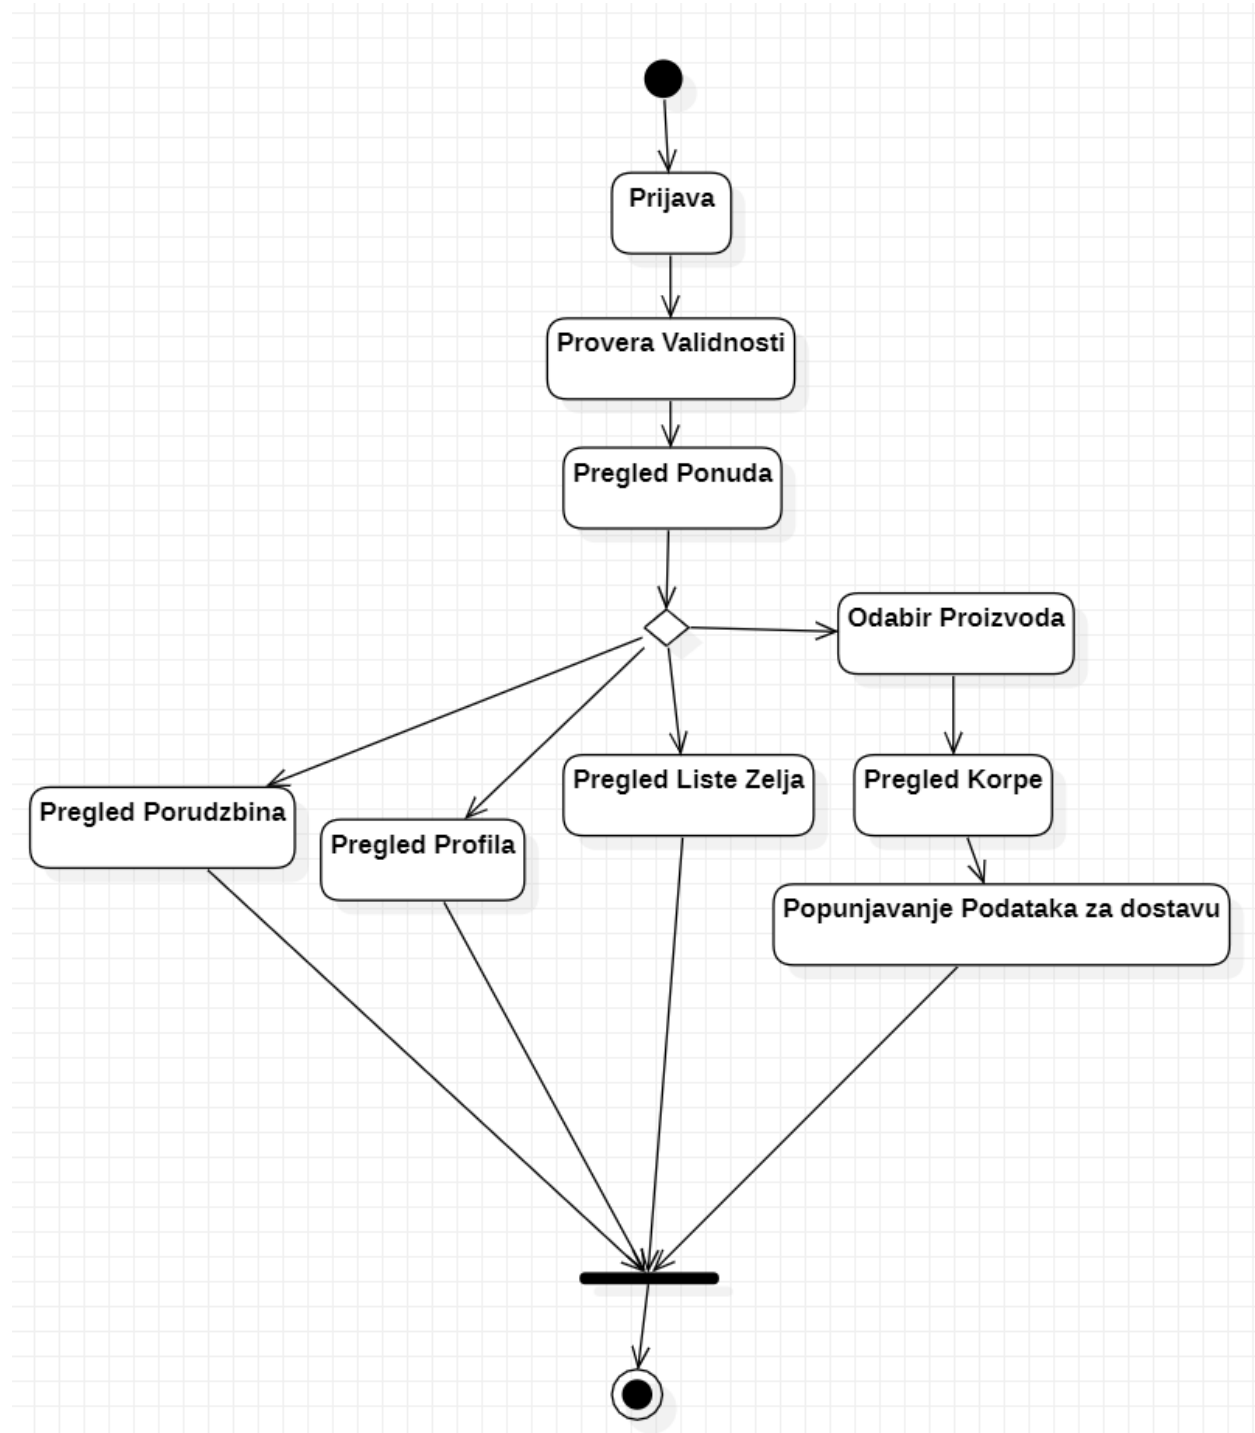 Prijava
Provera Validnosti
Pregled Ponuda
Odabir Proizvoda
Pregled Porudzbina
Pregled Profila
Pregled Liste Zelja
Pregled Korpe
Popunjavanje Podataka za dostavu